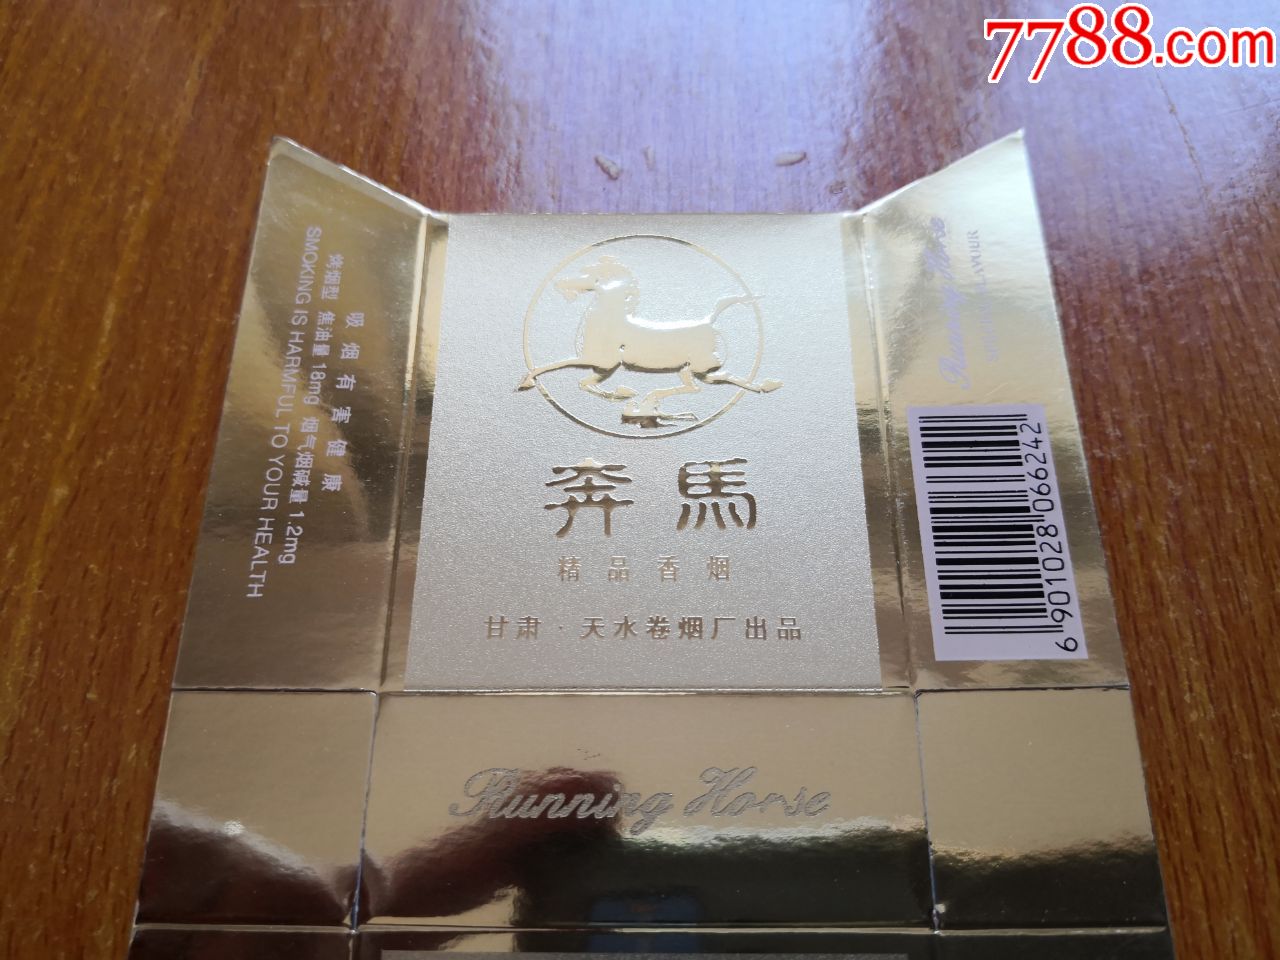 7788.com
吸烟有害健康
烤烟型 焦油量 18mg 烟气烟碱量 1.2mg
SMOKING IS HARMFUL TO YOUR HEALTH
奔馬
精品香烟
甘肃·天水卷烟厂出品
Running Horse
Running Horse
6 901028 066242